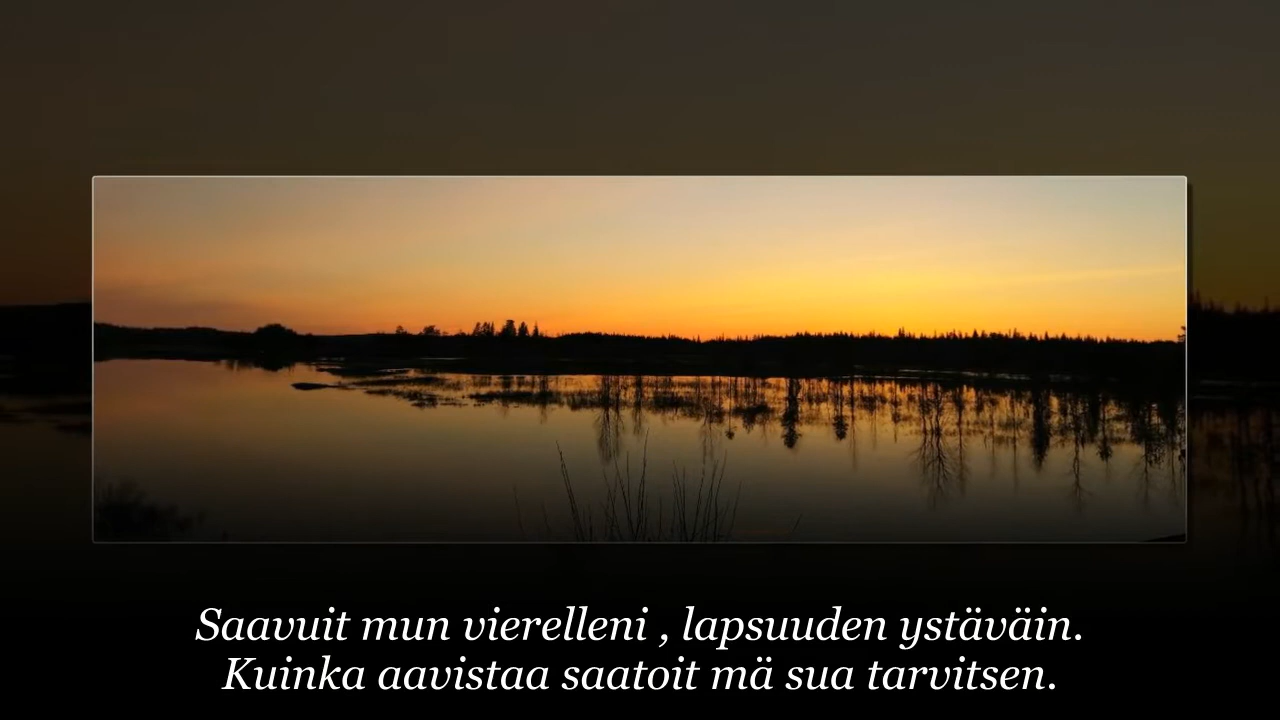 Saavuit mun vierelleni , lapsuuden ystäväin.
Kuinka aavistaa saatoit mä sua tarvitsen.